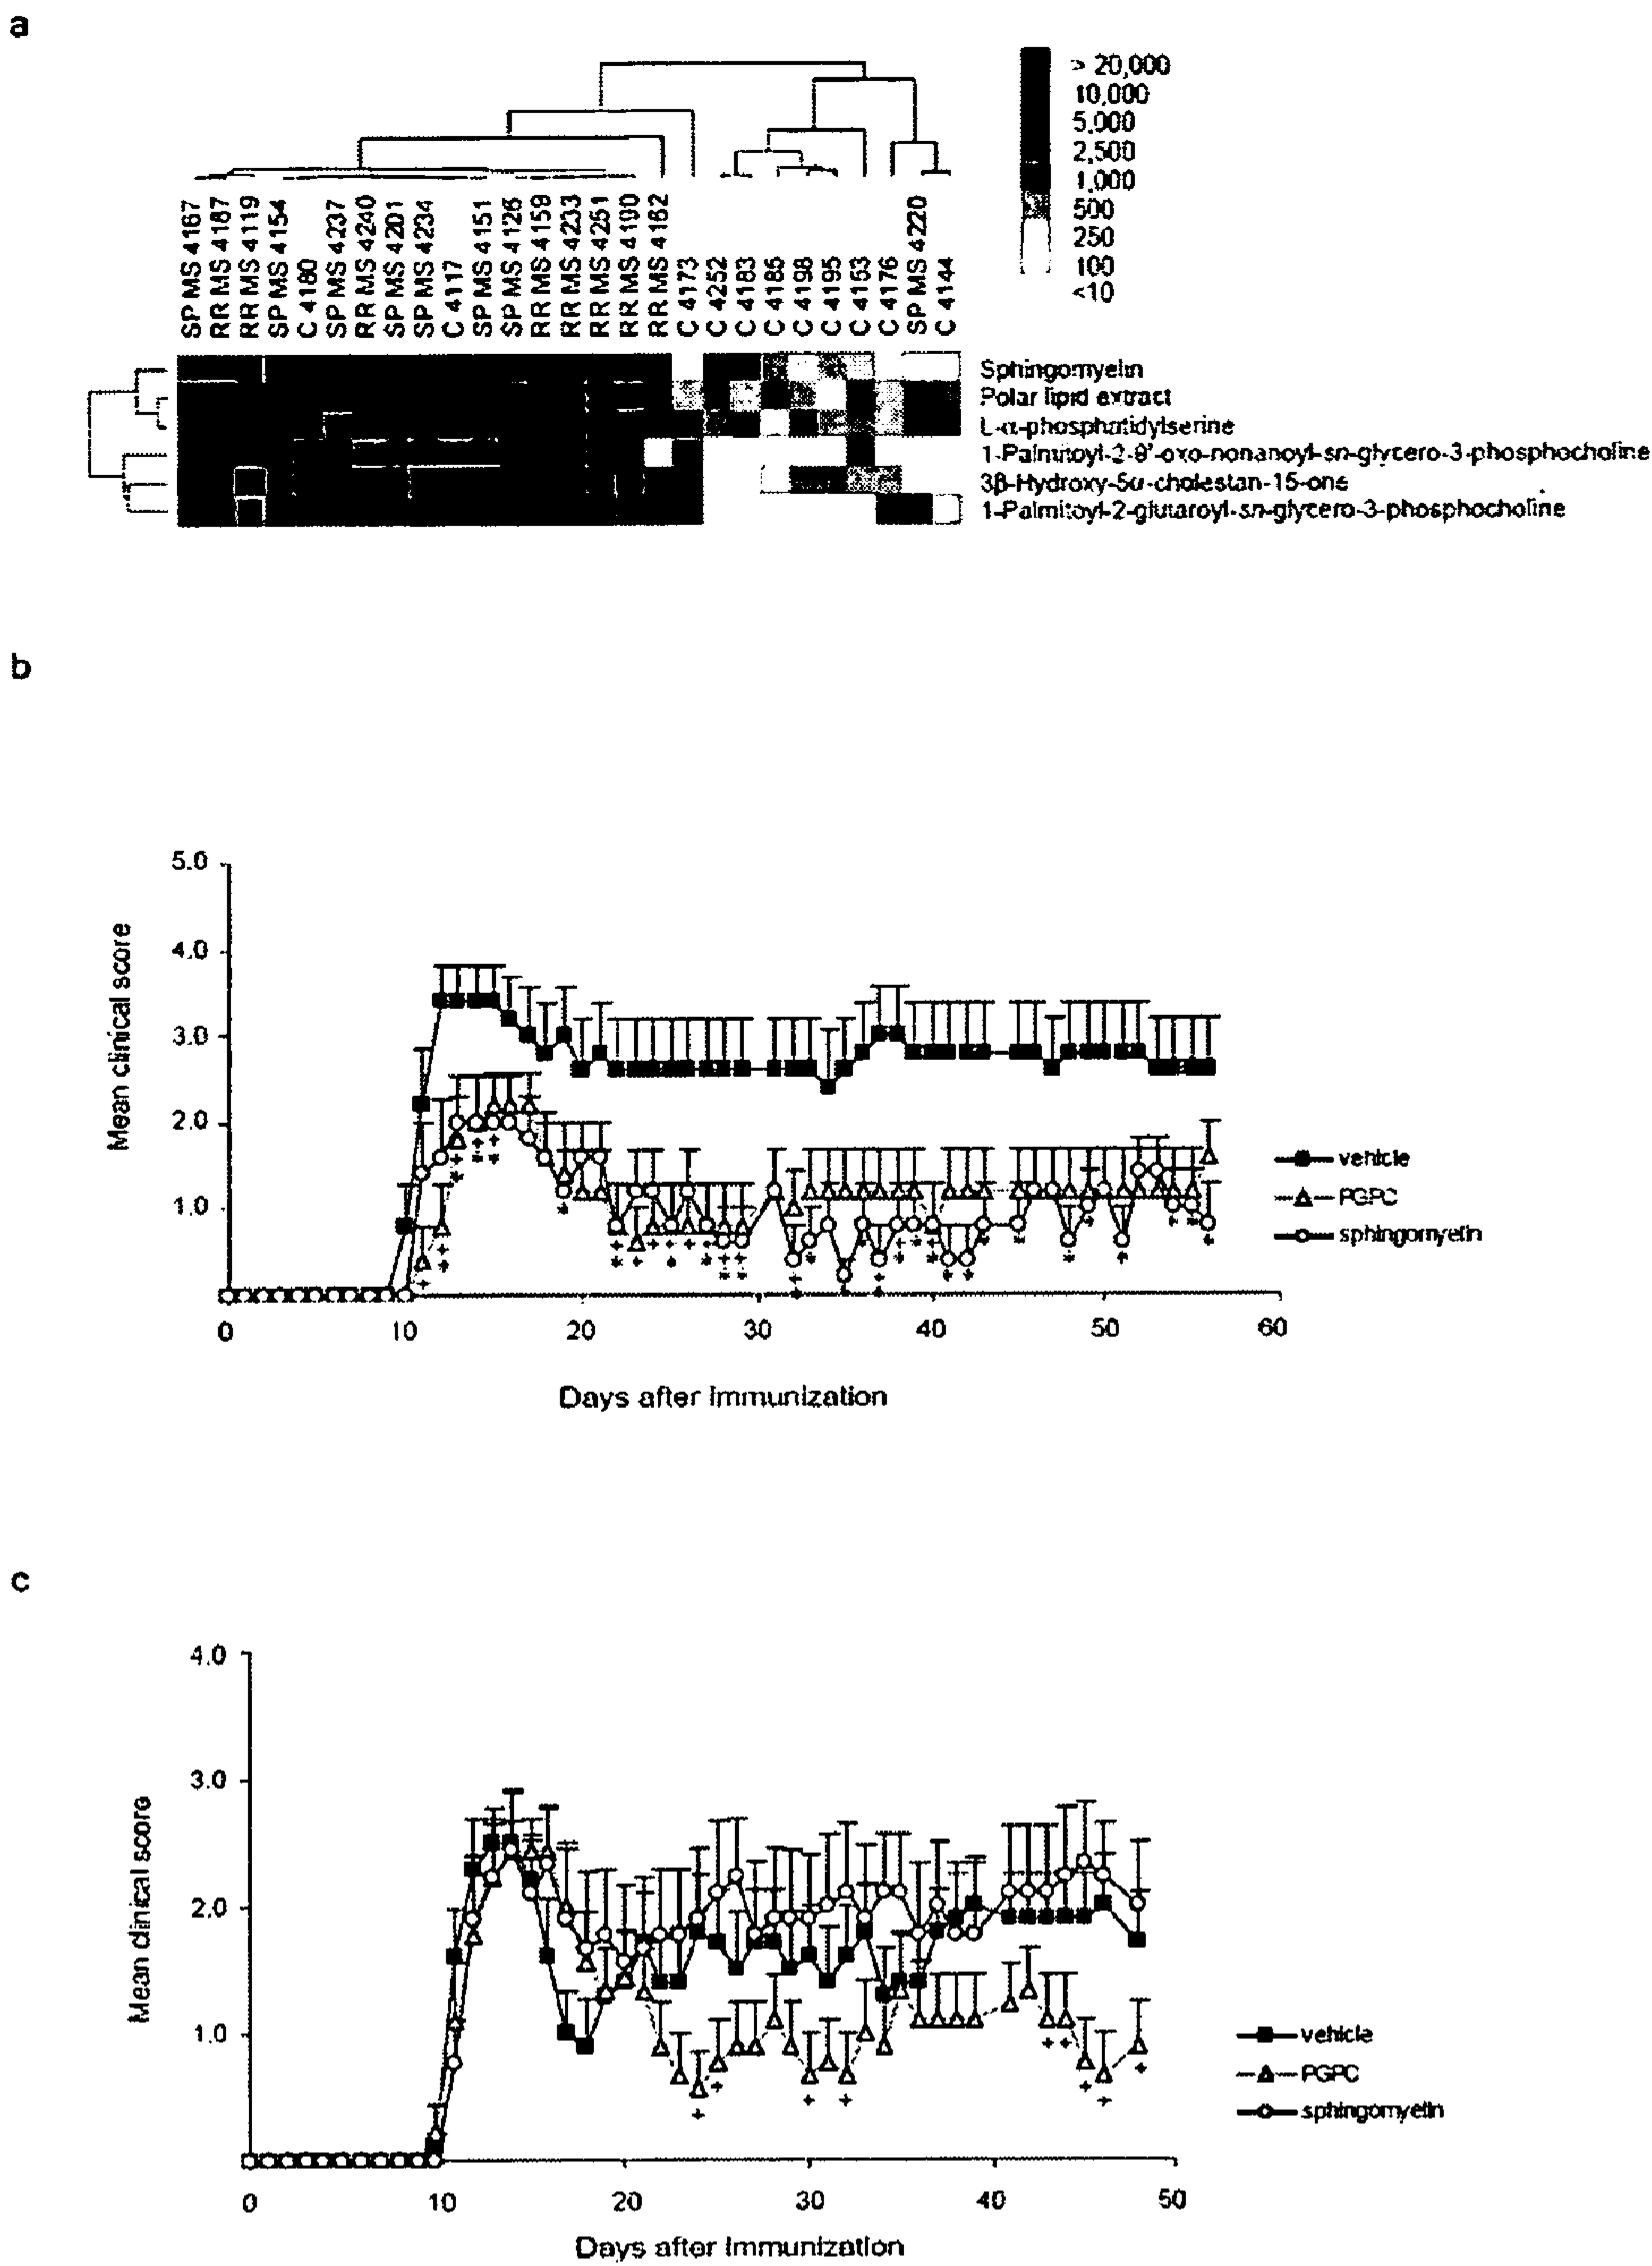 a
> 20,000
10,000
5,000
2,500
1,000
500
250
100
<10
SP MS 4167
RR MS 4187
RR MS 4119
SP MS 4154
C 4180
SP MS 4237
RR MS 4240
SP MS 4201
SP MS 4234
C 4117
SP MS 4151
SP MS 4126
RR MS 4159
RR MS 4233
RR MS 4251
RR MS 4190
RR MS 4162
C 4173
C 4252
C 4183
C 4185
C 4198
C 4195
C 4153
C 4176
SP MS 4220
C 4144
Sphingomyelin
Polar lipid extract
L-α-phosphatidylserine
1-Palmitoyl-2-9'-oxo-nonanoyl-sn-glycero-3-phosphocholine
3β-Hydroxy-5α-cholestan-15-one
1-Palmitoyl-2-glutaroyl-sn-glycero-3-phosphocholine
b
Mean clinical score
5.0
4.0
3.0
2.0
1.0
vehicle
PGPC
sphingomyelin
0 10 20 30 40 50 60
Days after immunization
c
Mean clinical score
4.0
3.0
2.0
1.0
vehicle
PGPC
sphingomyelin
0 10 20 30 40 50
Days after immunization